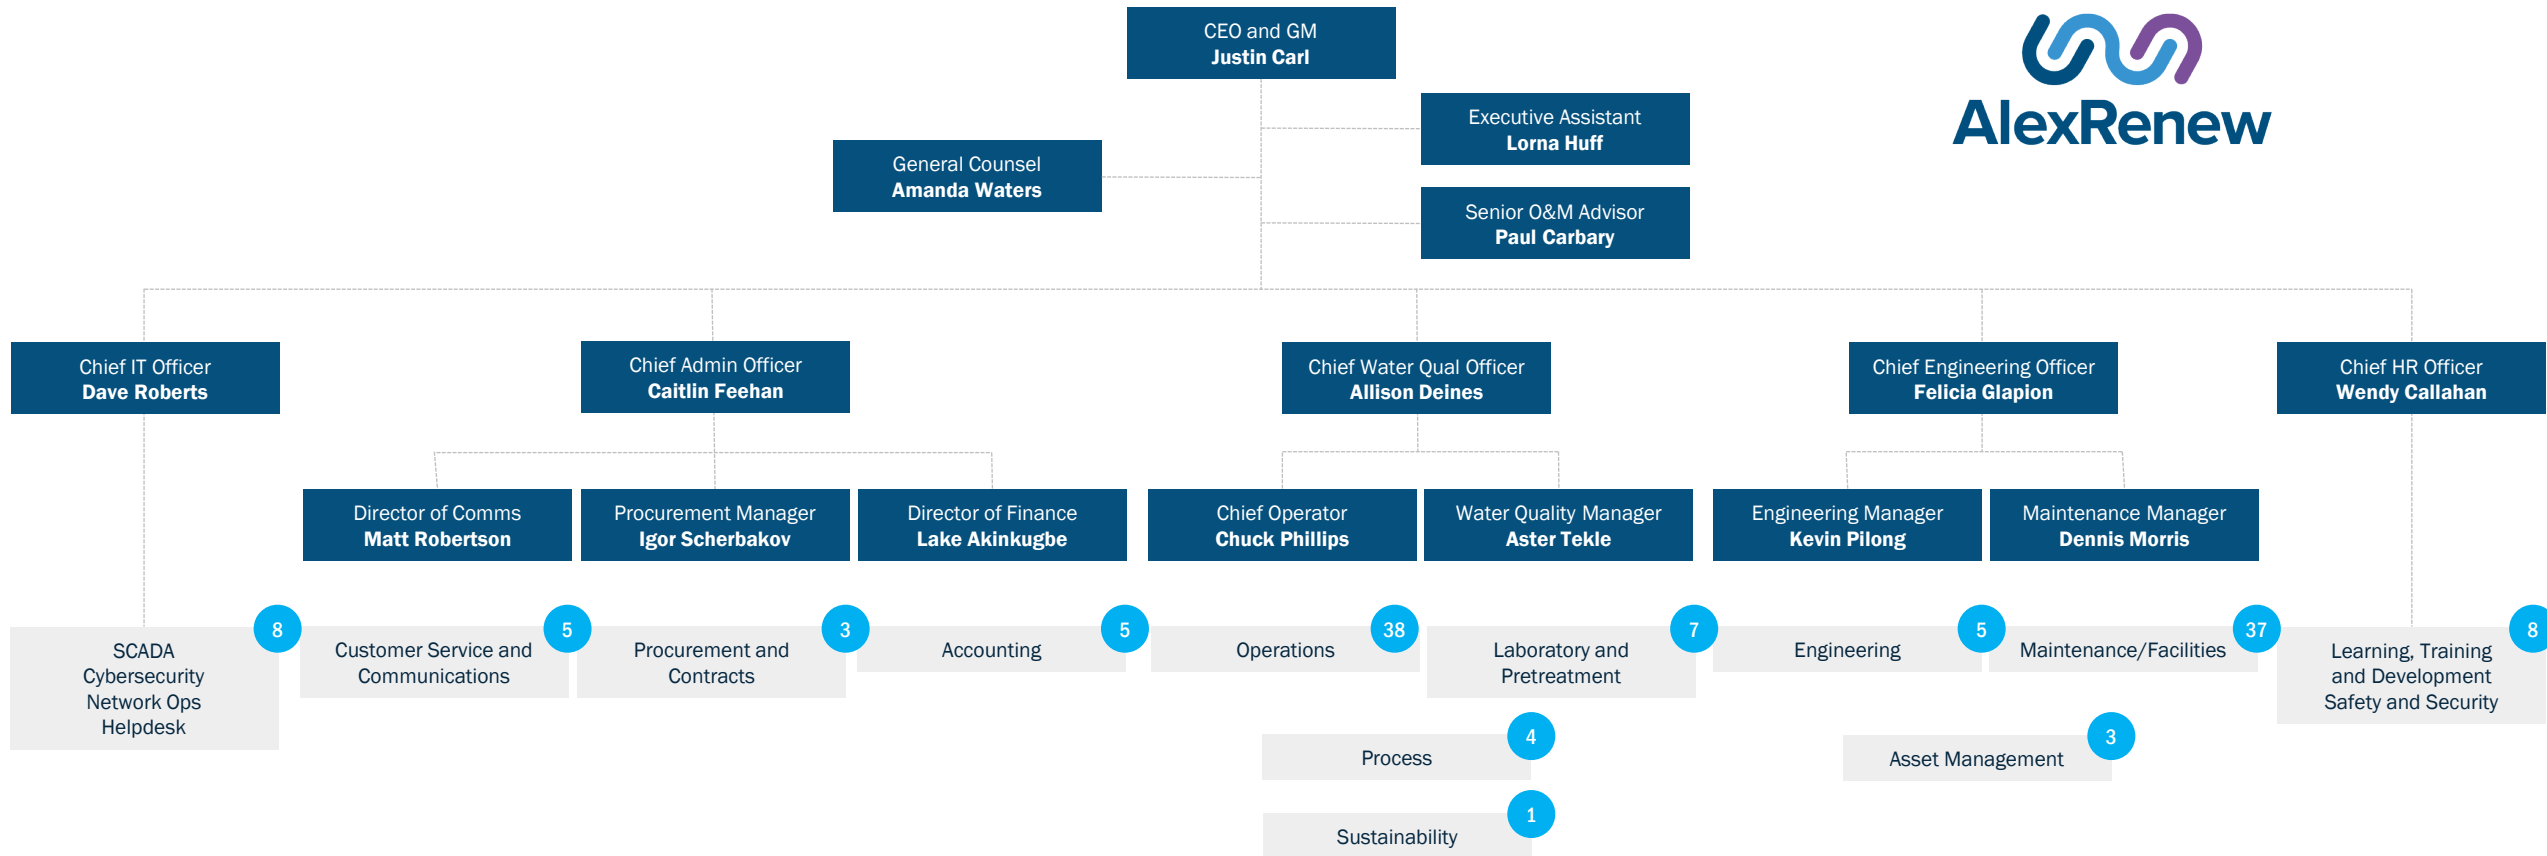 CEO and GM
Justin Carl
AlexRenew
Executive Assistant
Lorna Huff
General Counsel
Amanda Waters
Senior O&M Advisor
Paul Carbary
Chief IT Officer
Dave Roberts
Chief Admin Officer
Caitlin Feehan
Chief Water Qual Officer
Allison Deines
Chief Engineering Officer
Felicia Glapion
Chief HR Officer
Wendy Callahan
Director of Comms
Matt Robertson
Procurement Manager
Igor Scherbakov
Director of Finance
Lake Akinkugbe
Chief Operator
Chuck Phillips
Water Quality Manager
Aster Tekle
Engineering Manager
Kevin Pilong
Maintenance Manager
Dennis Morris
8
SCADA
Cybersecurity
Network Ops
Helpdesk
5
Customer Service and
Communications
3
Procurement and
Contracts
5
Accounting
38
Operations
7
Laboratory and
Pretreatment
5
Engineering
37
Maintenance/Facilities
8
Learning, Training
and Development
Safety and Security
4
Process
3
Asset Management
1
Sustainability